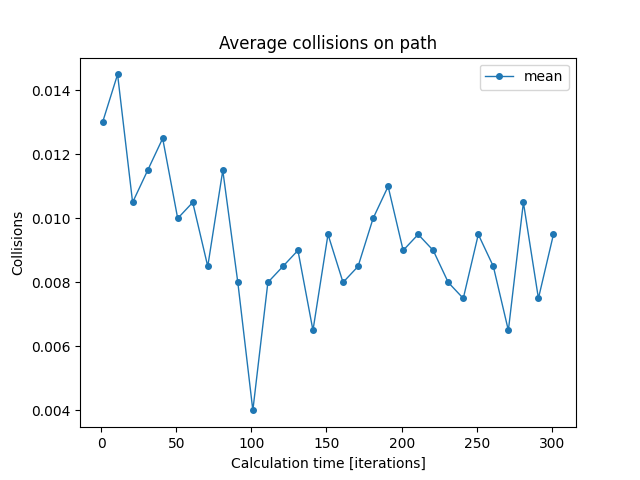 Average collisions on path
mean
Collisions
0.014
0.012
0.010
0.008
0.006
0.004
0 50 100 150 200 250 300
Calculation time [iterations]